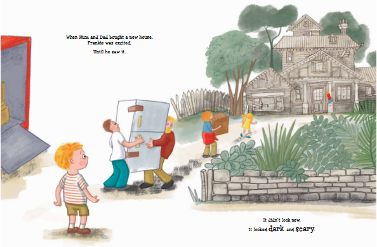 When Mum and Dad bought a new house,
Frankie was excited.
Until he saw it.
It didn't look new.
It looked dark and scary.